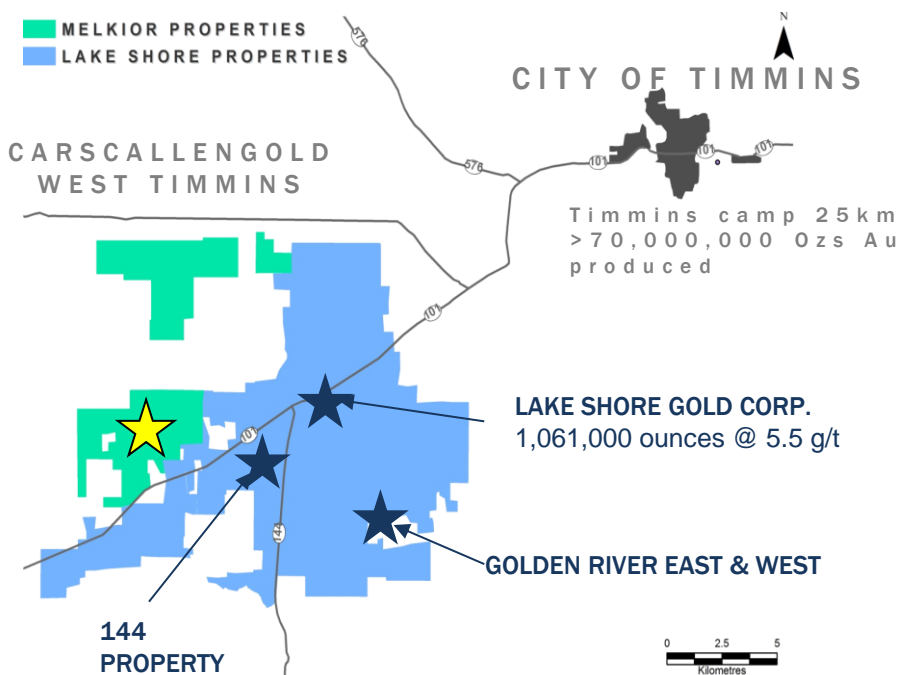 MELKIOR PROPERTIES
LAKE SHORE PROPERTIES
576
N
CITY OF TIMMINS
CARSCALLENGOLD
WEST TIMMINS
576
101
101
101
Timmins camp 25km
>70,000,000 Ozs Au
produced
101
LAKE SHORE GOLD CORP.
1,061,000 ounces @ 5.5 g/t
101
144
GOLDEN RIVER EAST & WEST
144
PROPERTY
0 2.5 5
Kilometres